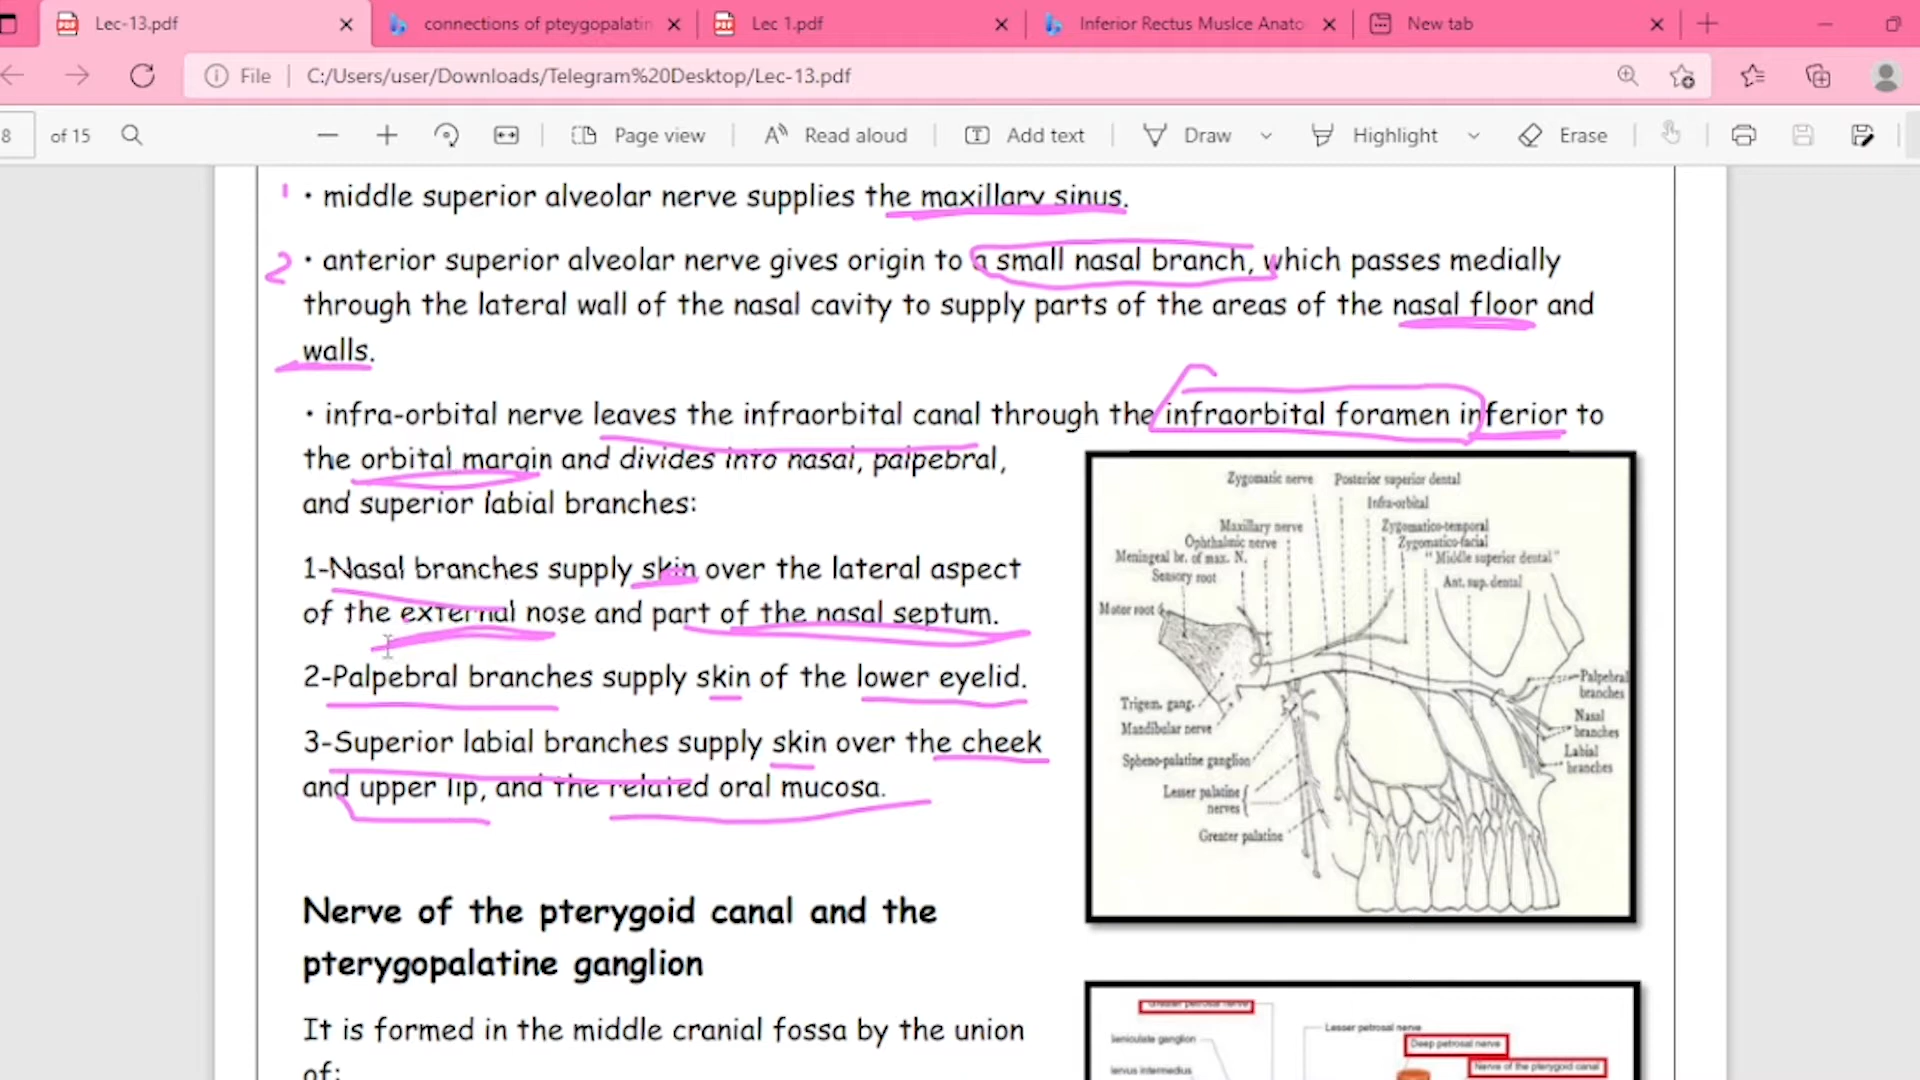 Lec-13.pdf
connections of pteygopalatin
Lec 1.pdf
Inferior Rectus Muslce Anato
New tab
File
C:/Users/user/Downloads/Telegram%20Desktop/Lec-13.pdf
8 of 15
Page view
Read aloud
Add text
Draw
Highlight
Erase
1 • middle superior alveolar nerve supplies the maxillary sinus.
2 • anterior superior alveolar nerve gives origin to a small nasal branch, which passes medially
through the lateral wall of the nasal cavity to supply parts of the areas of the nasal floor and
walls.
• infra-orbital nerve leaves the infraorbital canal through the infraorbital foramen inferior to
the orbital margin and divides into nasal, palpebral,
and superior labial branches:
1-Nasal branches supply skin over the lateral aspect
of the external nose and part of the nasal septum.
2-Palpebral branches supply skin of the lower eyelid.
3-Superior labial branches supply skin over the cheek
and upper lip, and the related oral mucosa.
Zygomatic nerve
Posterior superior dental
Infra-orbital
Maxillary nerve
Zygomatico-temporal
Ophthalmic nerve
Zygomatico-facial
Meningeal br. of max. N.
"Middle superior dental"
Sensory root
Ant. sup. dental
Motor root
Palpebral
branches
Trigem. gang.
Nasal
branches
Mandibular nerve
Labial
branches
Spheno-palatine ganglion
Lesser palatine
nerves
Greater palatine
Nerve of the pterygoid canal and the
pterygopalatine ganglion
It is formed in the middle cranial fossa by the union
of:
Greater petrosal nerve
Lesser petrosal nerve
Geniculate ganglion
Deep petrosal nerve
Nerve of the pterygoid canal